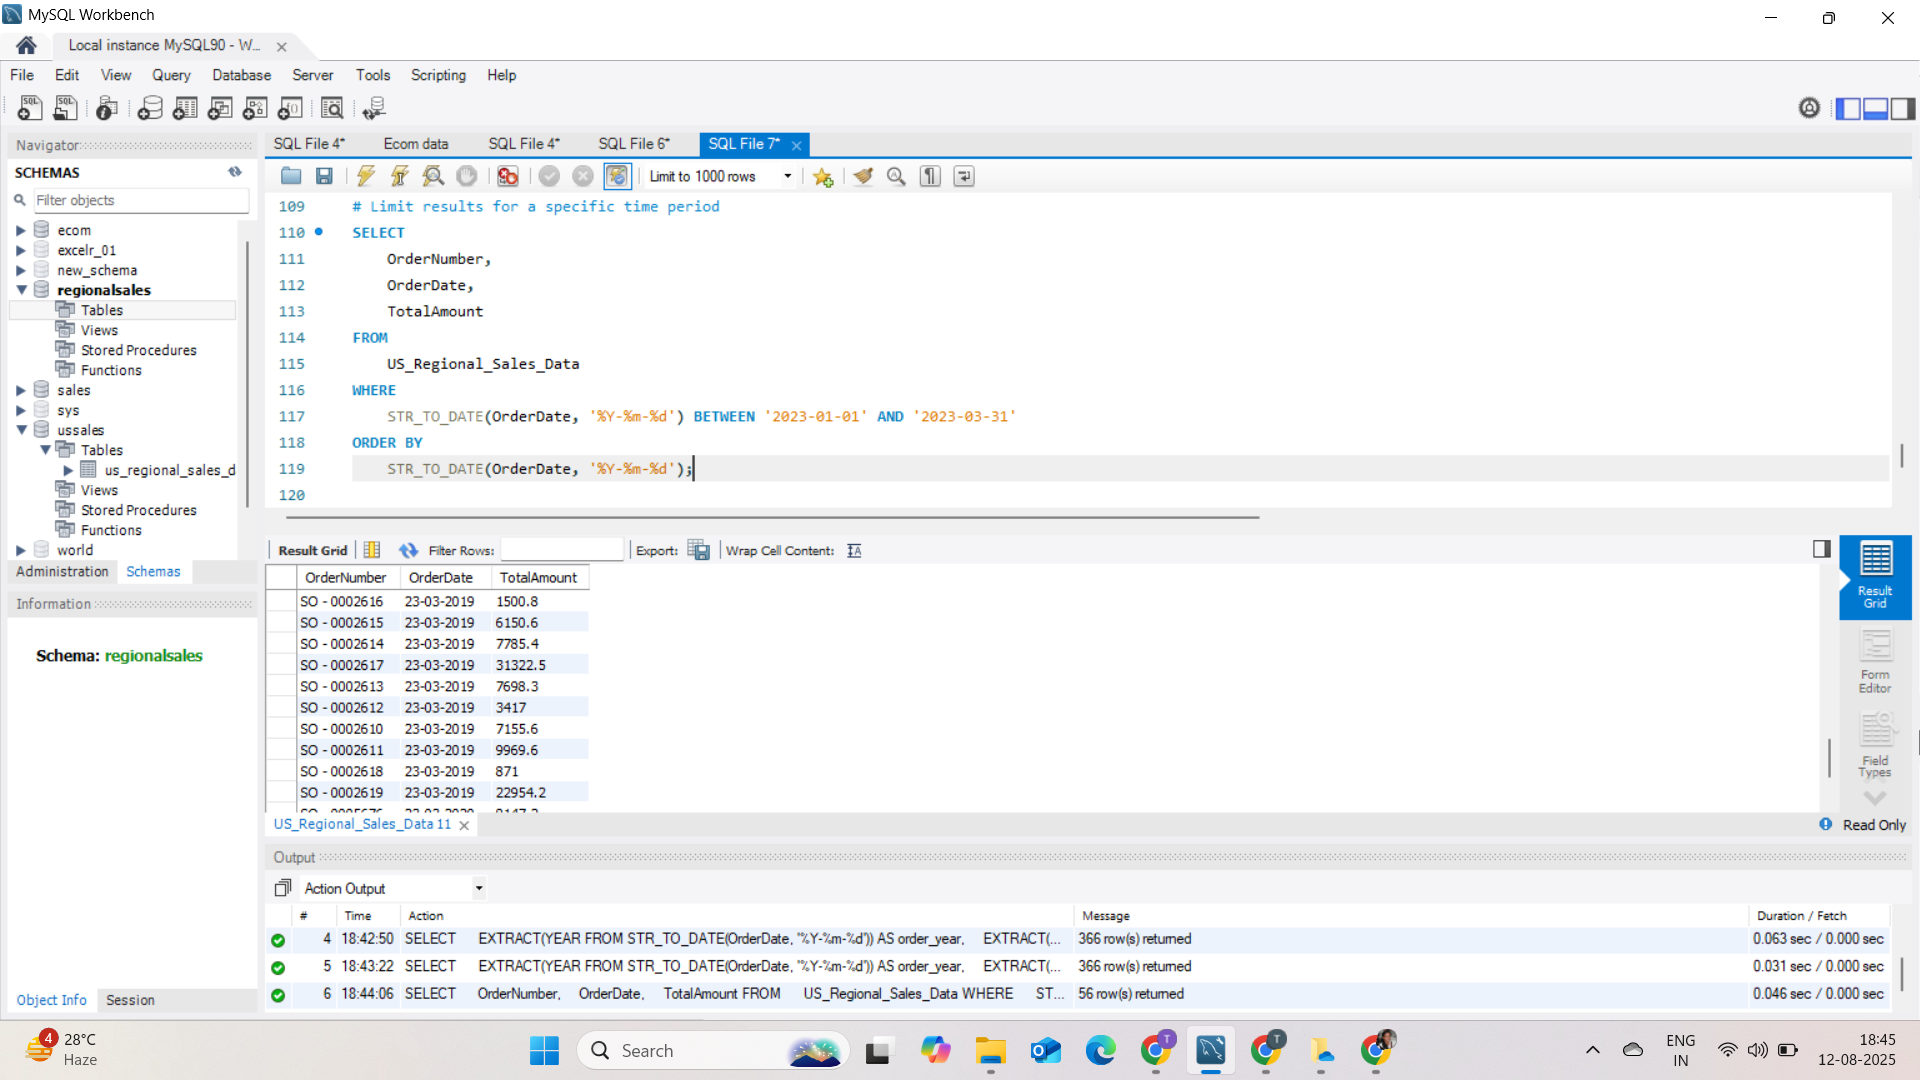 MySQL Workbench
Local instance MySQL90 - W...
File Edit View Query Database Server Tools Scripting Help
Navigator
SCHEMAS
Filter objects
ecom
excelr_01
new_schema
regionalsales
Tables
Views
Stored Procedures
Functions
sales
sys
ussales
Tables
us_regional_sales_d
Views
Stored Procedures
Functions
world
Administration Schemas
Information
Schema: regionalsales
Object Info Session
SQL File 4* Ecom data SQL File 4* SQL File 6* SQL File 7*
Limit to 1000 rows
109 # Limit results for a specific time period
110 SELECT
111 OrderNumber,
112 OrderDate,
113 TotalAmount
114 FROM
115 US_Regional_Sales_Data
116 WHERE
117 STR_TO_DATE(OrderDate, '%Y-%m-%d') BETWEEN '2023-01-01' AND '2023-03-31'
118 ORDER BY
119 STR_TO_DATE(OrderDate, '%Y-%m-%d');
120
Result Grid Filter Rows: Export: Wrap Cell Content:
OrderNumber OrderDate TotalAmount
SO - 0002616 23-03-2019 1500.8
SO - 0002615 23-03-2019 6150.6
SO - 0002614 23-03-2019 7785.4
SO - 0002617 23-03-2019 31322.5
SO - 0002613 23-03-2019 7698.3
SO - 0002612 23-03-2019 3417
SO - 0002610 23-03-2019 7155.6
SO - 0002611 23-03-2019 9969.6
SO - 0002618 23-03-2019 871
SO - 0002619 23-03-2019 22954.2
Result
Grid
Form
Editor
Field
Types
US_Regional_Sales_Data 11
Read Only
Output
Action Output
# Time Action Message Duration / Fetch
4 18:42:50 SELECT EXTRACT(YEAR FROM STR_TO_DATE(OrderDate, '%Y-%m-%d')) AS order_year, EXTRACT(... 366 row(s) returned 0.063 sec / 0.000 sec
5 18:43:22 SELECT EXTRACT(YEAR FROM STR_TO_DATE(OrderDate, '%Y-%m-%d')) AS order_year, EXTRACT(... 366 row(s) returned 0.031 sec / 0.000 sec
6 18:44:06 SELECT OrderNumber, OrderDate, TotalAmount FROM US_Regional_Sales_Data WHERE ST... 56 row(s) returned 0.046 sec / 0.000 sec
4
28°C
Haze
Search
ENG
IN
18:45
12-08-2025